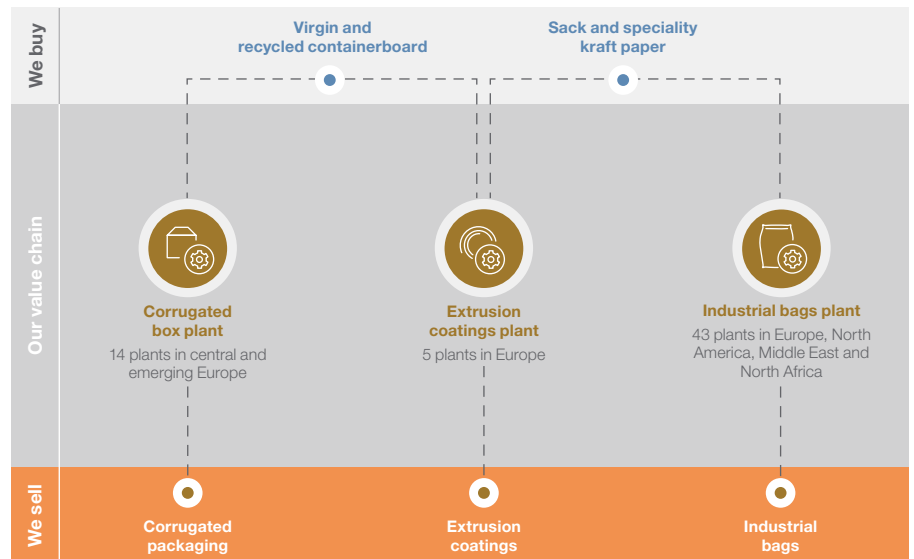 We buy
Virgin and
recycled containerboard
Sack and speciality
kraft paper
Our value chain
Corrugated
box plant
14 plants in central and
emerging Europe
Extrusion
coatings plant
5 plants in Europe
Industrial bags plant
43 plants in Europe, North
America, Middle East and
North Africa
We sell
Corrugated
packaging
Extrusion
coatings
Industrial
bags